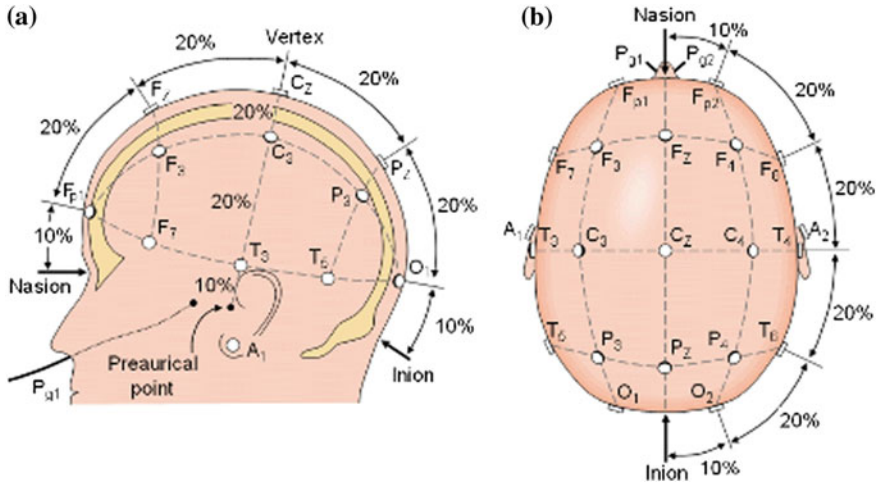 (a)
20%
Vertex
20%
Fz
Cz
20%
20%
Fp1
F3
C3
Pz
20%
P3
10%
F7
20%
T3
T5
O1
Nasion
10%
10%
Preaurical
point
A1
Inion
Pg1
(b)
Nasion
10%
Pg1
Pg2
Fp1
Fp2
F7
F3
FZ
F4
F8
20%
A1
T3
C3
CZ
C4
T4
A2
20%
T5
P3
PZ
P4
T6
O1
O2
20%
Inion
10%